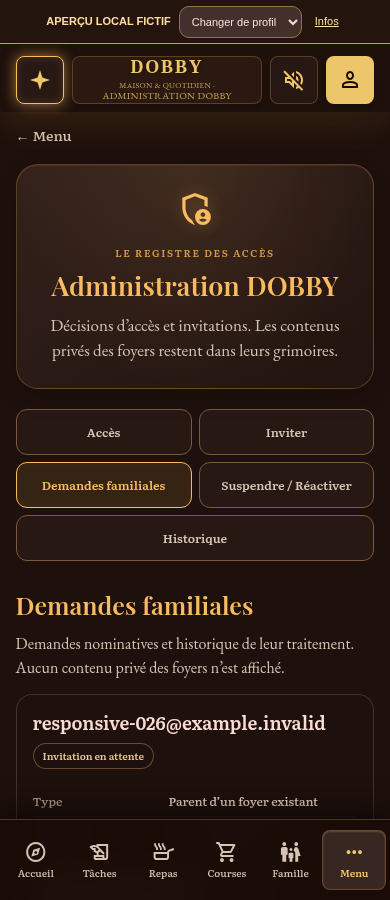 APERÇU LOCAL FICTIF
Changer de profil
Infos
DOBBY
MAISON & QUOTIDIEN ·
ADMINISTRATION DOBBY
← Menu
LE REGISTRE DES ACCÈS
Administration DOBBY
Décisions d’accès et invitations. Les contenus
privés des foyers restent dans leurs grimoires.
Accès
Inviter
Demandes familiales
Suspendre / Réactiver
Historique
Demandes familiales
Demandes nominatives et historique de leur traitement.
Aucun contenu privé des foyers n’est affiché.
responsive-026@example.invalid
Invitation en attente
Type
Parent d’un foyer existant
Accueil
Tâches
Repas
Courses
Famille
Menu